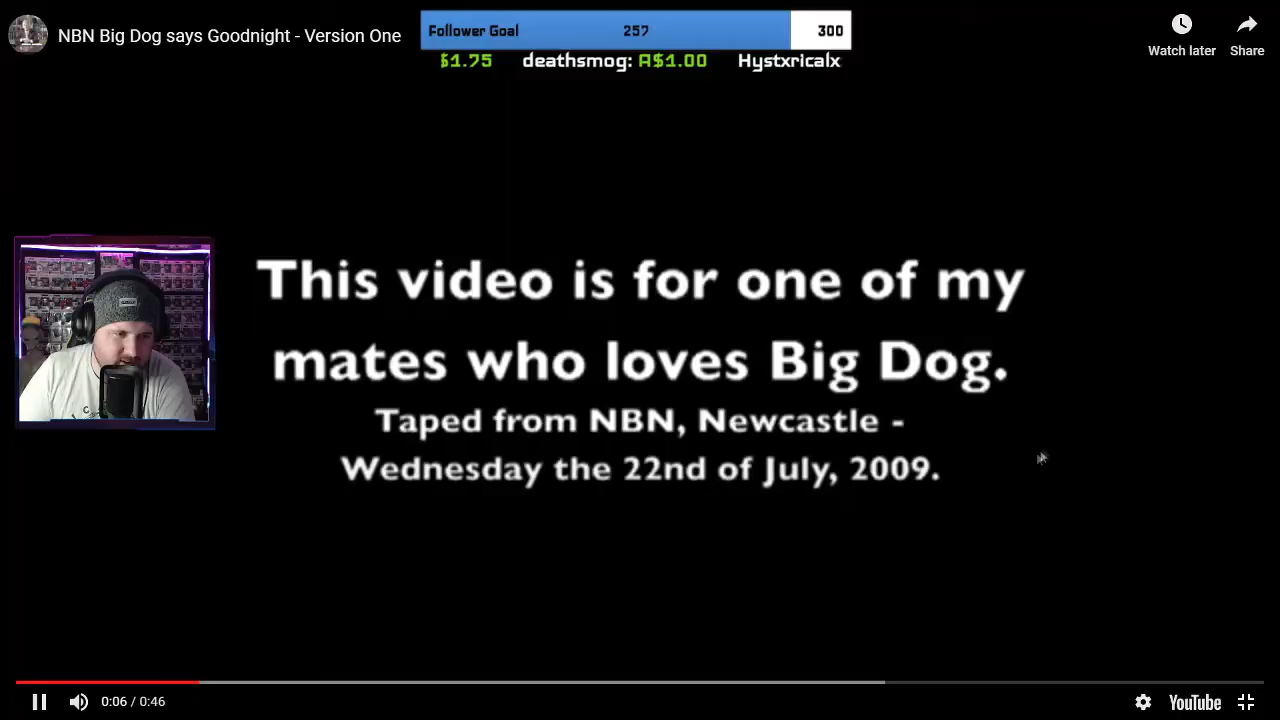 NBN Big Dog says Goodnight - Version One
Follower Goal 257 300
$1.75 deathsmog: A$1.00 Hystxricalx
Watch later Share
This video is for one of my
mates who loves Big Dog.
Taped from NBN, Newcastle -
Wednesday the 22nd of July, 2009.
0:06 / 0:46
YouTube